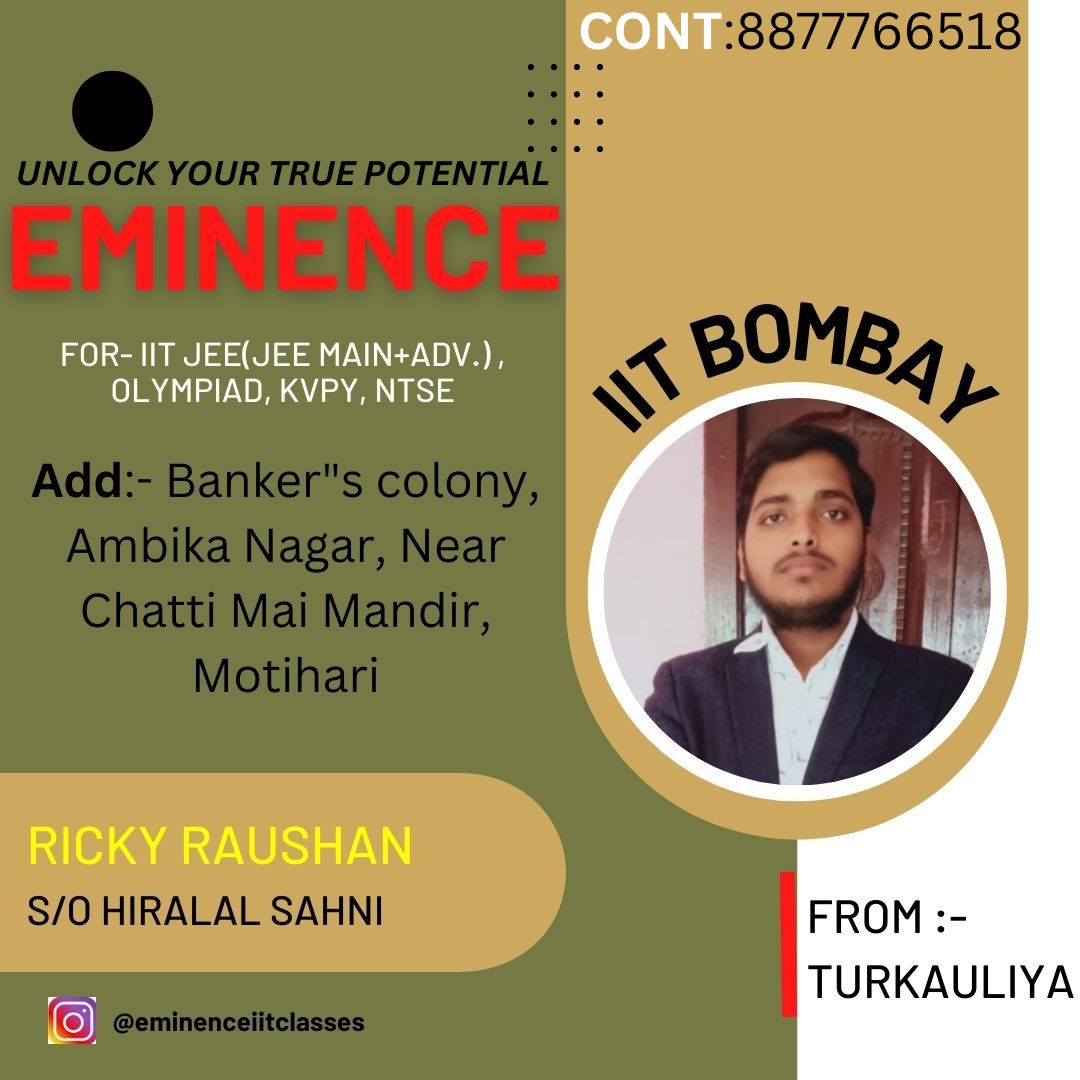 CONT:8877766518
UNLOCK YOUR TRUE POTENTIAL
EMINENCE
FOR- IIT JEE(JEE MAIN+ADV.) ,
OLYMPIAD, KVPY, NTSE
Add:- Banker"s colony,
Ambika Nagar, Near
Chatti Mai Mandir,
Motihari
IIT BOMBAY
RICKY RAUSHAN
S/O HIRALAL SAHNI
FROM :-
TURKAULIYA
@eminenceiitclasses